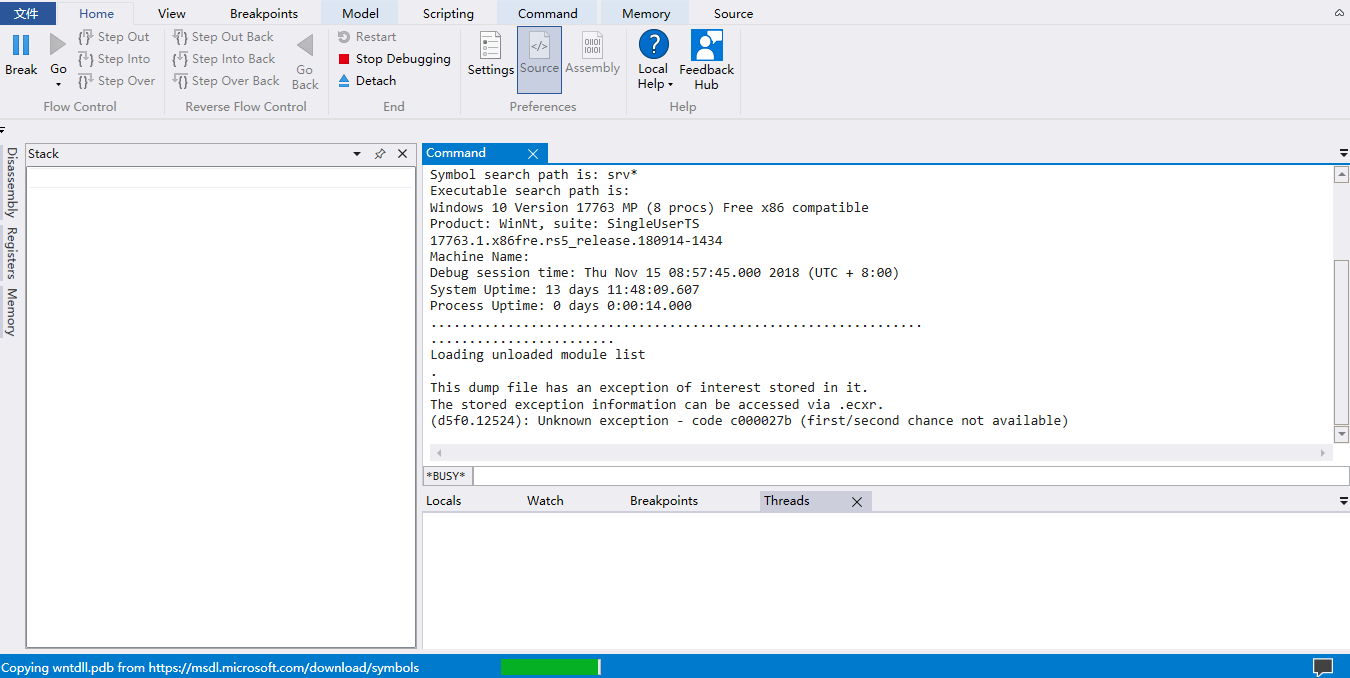 文件 Home View Breakpoints Model Scripting Command Memory Source
Break
Go
Step Out
Step Into
Step Over
Flow Control
Step Out Back
Step Into Back
Step Over Back
Go Back
Reverse Flow Control
Restart
Stop Debugging
Detach
End
Settings
Source
Assembly
Preferences
Local Help
Feedback Hub
Help
Disassembly
Registers
Memory
Stack
Command
Symbol search path is: srv*
Executable search path is:
Windows 10 Version 17763 MP (8 procs) Free x86 compatible
Product: WinNt, suite: SingleUserTS
17763.1.x86fre.rs5_release.180914-1434
Machine Name:
Debug session time: Thu Nov 15 08:57:45.000 2018 (UTC + 8:00)
System Uptime: 13 days 11:48:09.607
Process Uptime: 0 days 0:00:14.000
................................................................
........................
Loading unloaded module list
.
This dump file has an exception of interest stored in it.
The stored exception information can be accessed via .ecxr.
(d5f0.12524): Unknown exception - code c000027b (first/second chance not available)
*BUSY*
Locals Watch Breakpoints Threads
Copying wntdll.pdb from https://msdl.microsoft.com/download/symbols